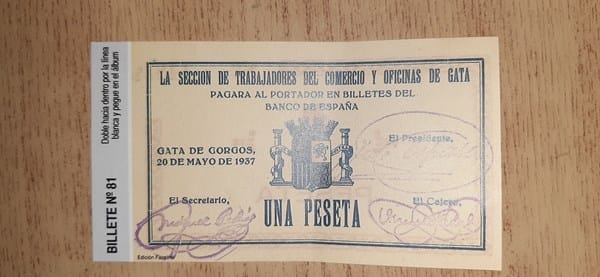 LA SECCION DE TRABAJADORES DEL COMERCIO Y OFICINAS DE GATA
PAGARA AL PORTADOR EN BILLETES DEL
BANCO DE ESPAÑA
GATA DE GORGOS,
20 DE MAYO DE 1937
El Presidente,
El Secretario,
El Cajero,
UNA PESETA
BILLETE Nº 81
Doble hacia dentro por la línea
blanca y pegue en el álbum
Edición